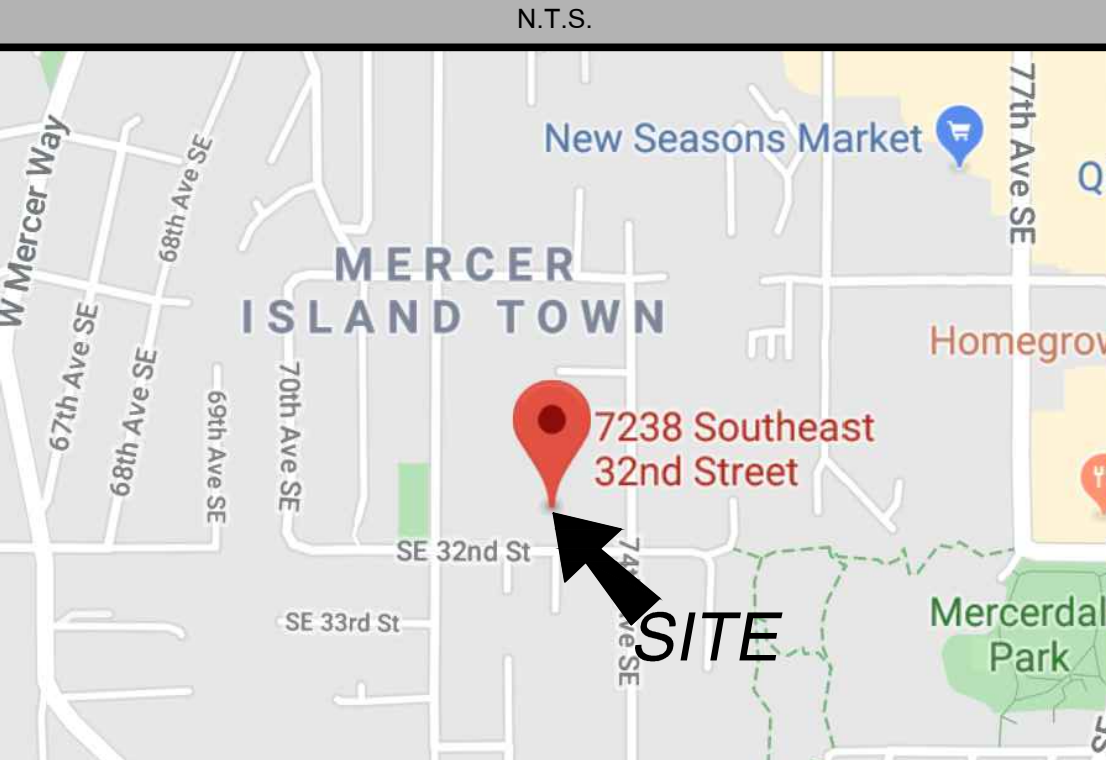 N.T.S.
77th Ave SE
New Seasons Market
Q
W Mercer Way
68th Ave SE
MERCER
ISLAND TOWN
67th Ave SE
68th Ave SE
69th Ave SE
70th Ave SE
Homegrov
7238 Southeast
32nd Street
SE 32nd St
SE 33rd St
SITE
Mercerdal
Park